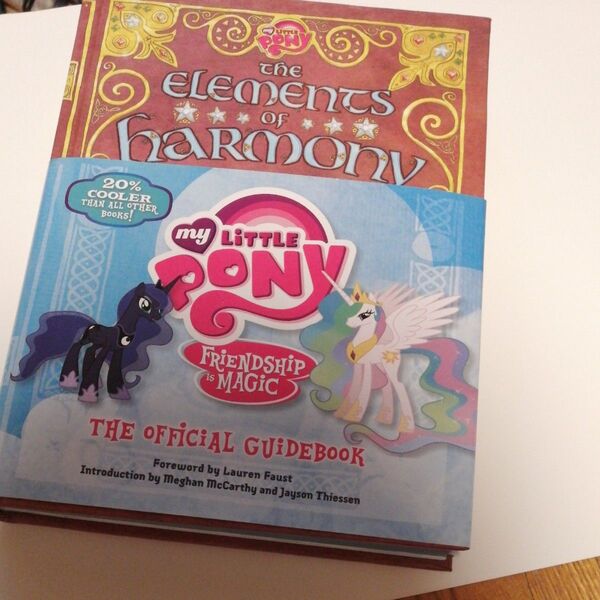 my LITTLE PONY
THE
ELEMENTS
OF
HARMONY
20%
COOLER
THAN ALL OTHER
BOOKS!
my LITTLE
PONY
FRIENDSHIP
IS MAGIC
THE OFFICIAL GUIDEBOOK
Foreword by Lauren Faust
Introduction by Meghan McCarthy and Jayson Thiessen